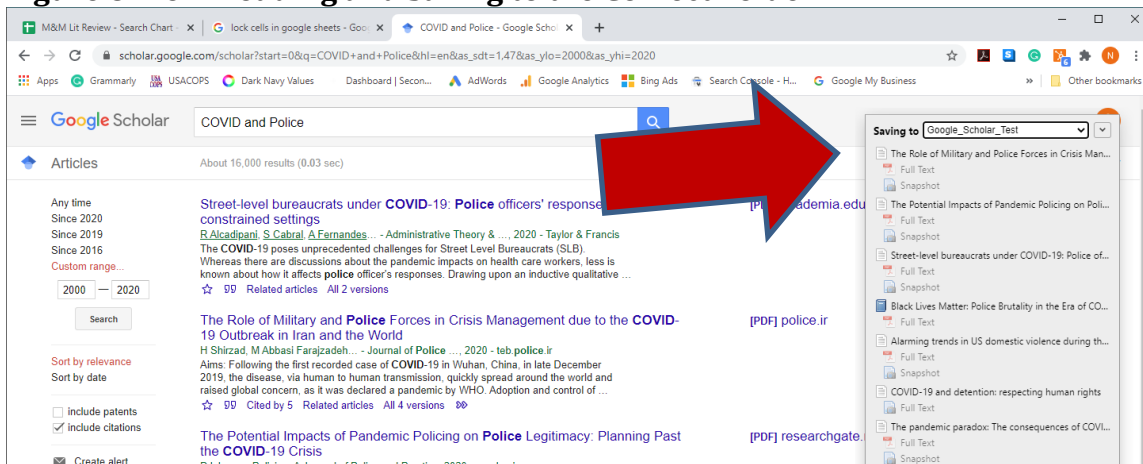 M&M Lit Review - Search Chart -
lock cells in google sheets - Goo
COVID and Police - Google Schol
scholar.google.com/scholar?start=0&q=COVID+and+Police&hl=en&as_sdt=1,47&as_ylo=2000&as_yhi=2020
Apps Grammarly USACOPS Dark Navy Values Dashboard | Secon... AdWords Google Analytics Bing Ads Search Console - H... Google My Business » Other bookmarks
Google Scholar
COVID and Police
Articles
About 16,000 results (0.03 sec)
Any time
Since 2020
Since 2019
Since 2016
Custom range...
2000 — 2020
Search
Sort by relevance
Sort by date
include patents
include citations
Create alert
Street-level bureaucrats under COVID-19: Police officers' response
constrained settings
R Alcadipani, S Cabral, A Fernandes... - Administrative Theory & ..., 2020 - Taylor & Francis
The COVID-19 poses unprecedented challenges for Street Level Bureaucrats (SLB).
Whereas there are discussions about the pandemic impacts on health care workers, less is
known about how it affects police officer's responses. Drawing upon an inductive qualitative ...
Related articles All 2 versions
The Role of Military and Police Forces in Crisis Management due to the COVID-
19 Outbreak in Iran and the World
H Shirzad, M Abbasi Farajzadeh... - Journal of Police ..., 2020 - teb.police.ir
Aims: Following the first recorded case of COVID-19 in Wuhan, China, in late December
2019, the disease, via human to human transmission, quickly spread around the world and
raised global concern, as it was declared a pandemic by WHO. Adoption and control of ...
Cited by 5 Related articles All 4 versions
[PDF] police.ir
The Potential Impacts of Pandemic Policing on Police Legitimacy: Planning Past
the COVID-19 Crisis
[PDF] researchgate.
Saving to Google_Scholar_Test
The Role of Military and Police Forces in Crisis Man...
Full Text
Snapshot
The Potential Impacts of Pandemic Policing on Poli...
Full Text
Snapshot
Street-level bureaucrats under COVID-19: Police of...
Full Text
Snapshot
Black Lives Matter: Police Brutality in the Era of CO...
Full Text
Alarming trends in US domestic violence during th...
Full Text
Snapshot
COVID-19 and detention: respecting human rights
Full Text
The pandemic paradox: The consequences of COVI...
Full Text
Snapshot